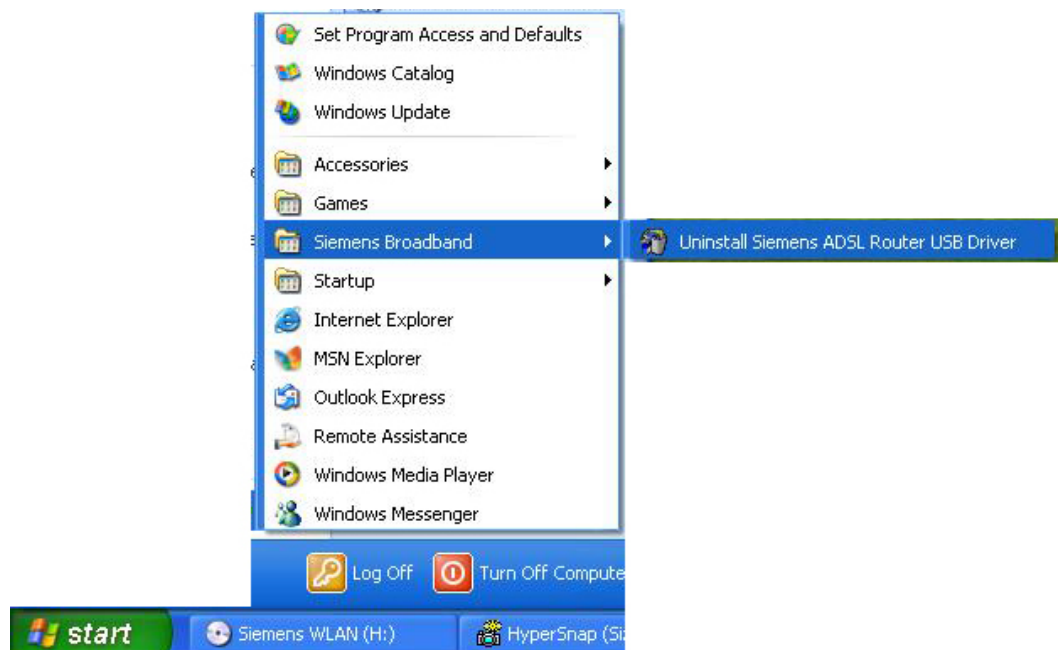 Set Program Access and Defaults
Windows Catalog
Windows Update
Accessories
Games
Siemens Broadband
Uninstall Siemens ADSL Router USB Driver
Startup
Internet Explorer
MSN Explorer
Outlook Express
Remote Assistance
Windows Media Player
Windows Messenger
Log Off
Turn Off Compute
start
Siemens WLAN (H:)
HyperSnap (Si